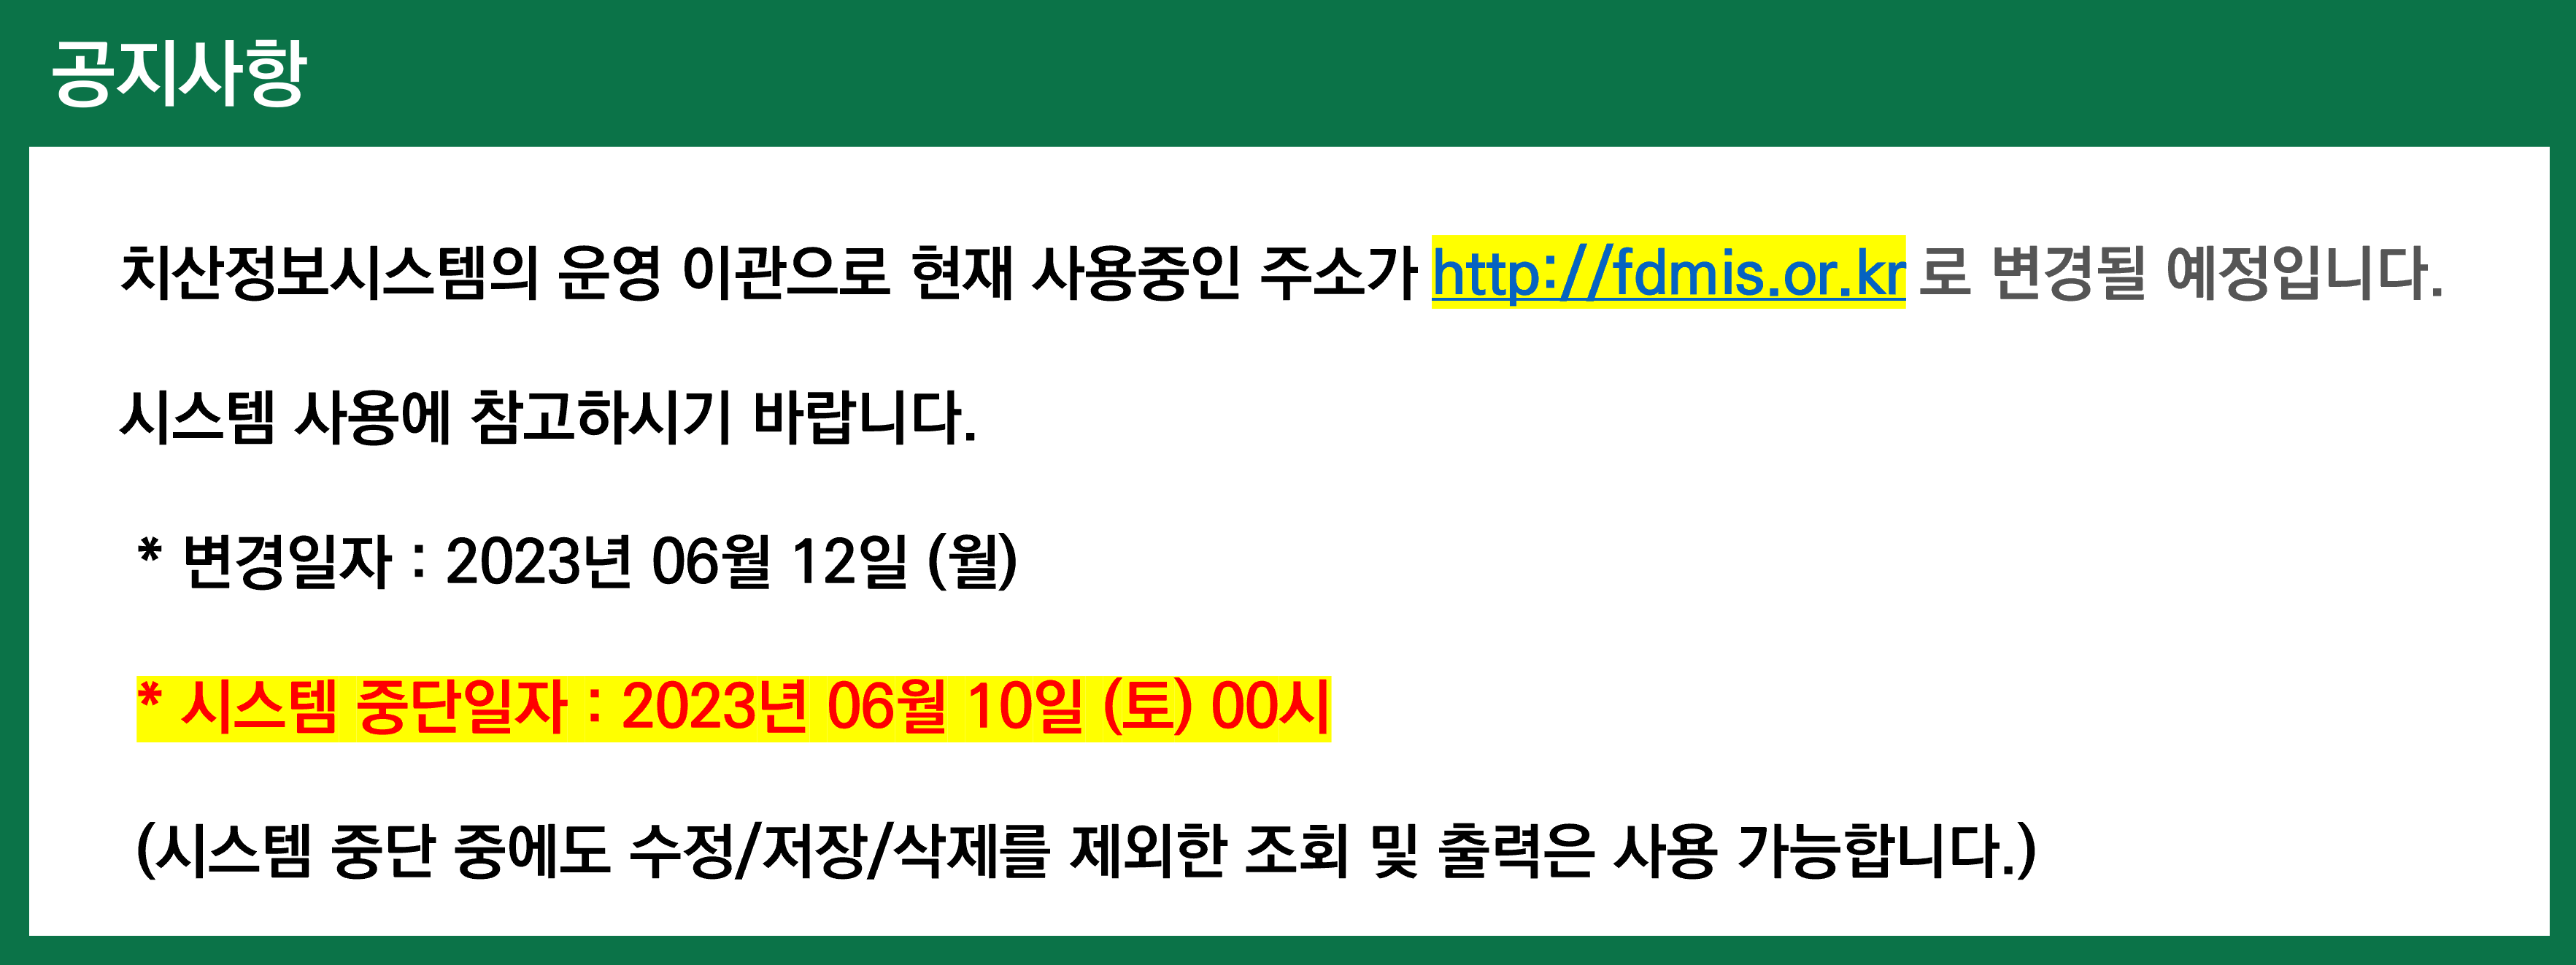 공지사항
치산정보시스템의 운영 이관으로 현재 사용중인 주소가 http://fdmis.or.kr 로 변경될 예정입니다.
시스템 사용에 참고하시기 바랍니다.
* 변경일자 : 2023년 06월 12일 (월)
* 시스템 중단일자 : 2023년 06월 10일 (토) 00시
(시스템 중단 중에도 수정/저장/삭제를 제외한 조회 및 출력은 사용 가능합니다.)